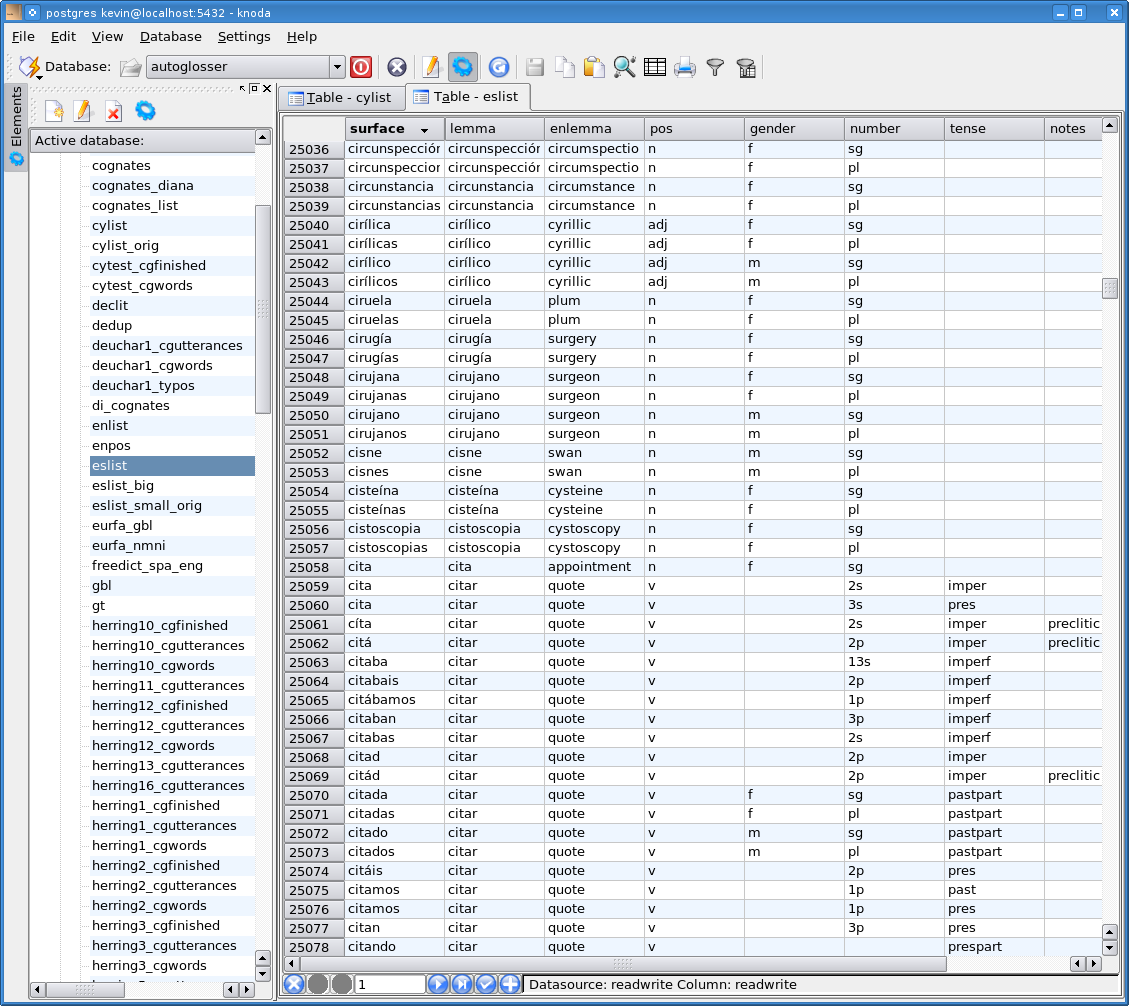 postgres kevin@localhost:5432 - knoda
File Edit View Database Settings Help
Database: autoglosser
Elements
Active database:
cognates
cognates_diana
cognates_list
cylist
cylist_orig
cytest_cgfinished
cytest_cgwords
declit
dedup
deuchar1_cgutterances
deuchar1_cgwords
deuchar1_typos
di_cognates
enlist
enpos
eslist
eslist_big
eslist_small_orig
eurfa_gbl
eurfa_nmni
freedict_spa_eng
gbl
gt
herring10_cgfinished
herring10_cgutterances
herring10_cgwords
herring11_cgutterances
herring12_cgfinished
herring12_cgutterances
herring12_cgwords
herring13_cgutterances
herring16_cgutterances
herring1_cgfinished
herring1_cgutterances
herring1_cgwords
herring2_cgfinished
herring2_cgutterances
herring2_cgwords
herring3_cgfinished
herring3_cgutterances
herring3_cgwords
Table - cylist Table - eslist
surface lemma enlemma pos gender number tense notes
25036 circunspección circunspección circumspectio n f sg
25037 circunspeccior circunspección circumspectio n f pl
25038 circunstancia circunstancia circumstance n f sg
25039 circunstancias circunstancia circumstance n f pl
25040 cirílica cirílico cyrillic adj f sg
25041 cirílicas cirílico cyrillic adj f pl
25042 cirílico cirílico cyrillic adj m sg
25043 cirílicos cirílico cyrillic adj m pl
25044 ciruela ciruela plum n f sg
25045 ciruelas ciruela plum n f pl
25046 cirugía cirugía surgery n f sg
25047 cirugías cirugía surgery n f pl
25048 cirujana cirujano surgeon n f sg
25049 cirujanas cirujano surgeon n f pl
25050 cirujano cirujano surgeon n m sg
25051 cirujanos cirujano surgeon n m pl
25052 cisne cisne swan n m sg
25053 cisnes cisne swan n m pl
25054 cisteína cisteína cysteine n f sg
25055 cisteínas cisteína cysteine n f pl
25056 cistoscopia cistoscopia cystoscopy n f sg
25057 cistoscopias cistoscopia cystoscopy n f pl
25058 cita cita appointment n f sg
25059 cita citar quote v 2s imper
25060 cita citar quote v 3s pres
25061 cíta citar quote v 2s imper preclitic
25062 citá citar quote v 2p imper preclitic
25063 citaba citar quote v 13s imperf
25064 citabais citar quote v 2p imperf
25065 citábamos citar quote v 1p imperf
25066 citaban citar quote v 3p imperf
25067 citabas citar quote v 2s imperf
25068 citad citar quote v 2p imper
25069 citád citar quote v 2p imper preclitic
25070 citada citar quote v f sg pastpart
25071 citadas citar quote v f pl pastpart
25072 citado citar quote v m sg pastpart
25073 citados citar quote v m pl pastpart
25074 citáis citar quote v 2p pres
25075 citamos citar quote v 1p past
25076 citamos citar quote v 1p pres
25077 citan citar quote v 3p pres
25078 citando citar quote v prespart
1 Datasource: readwrite Column: readwrite